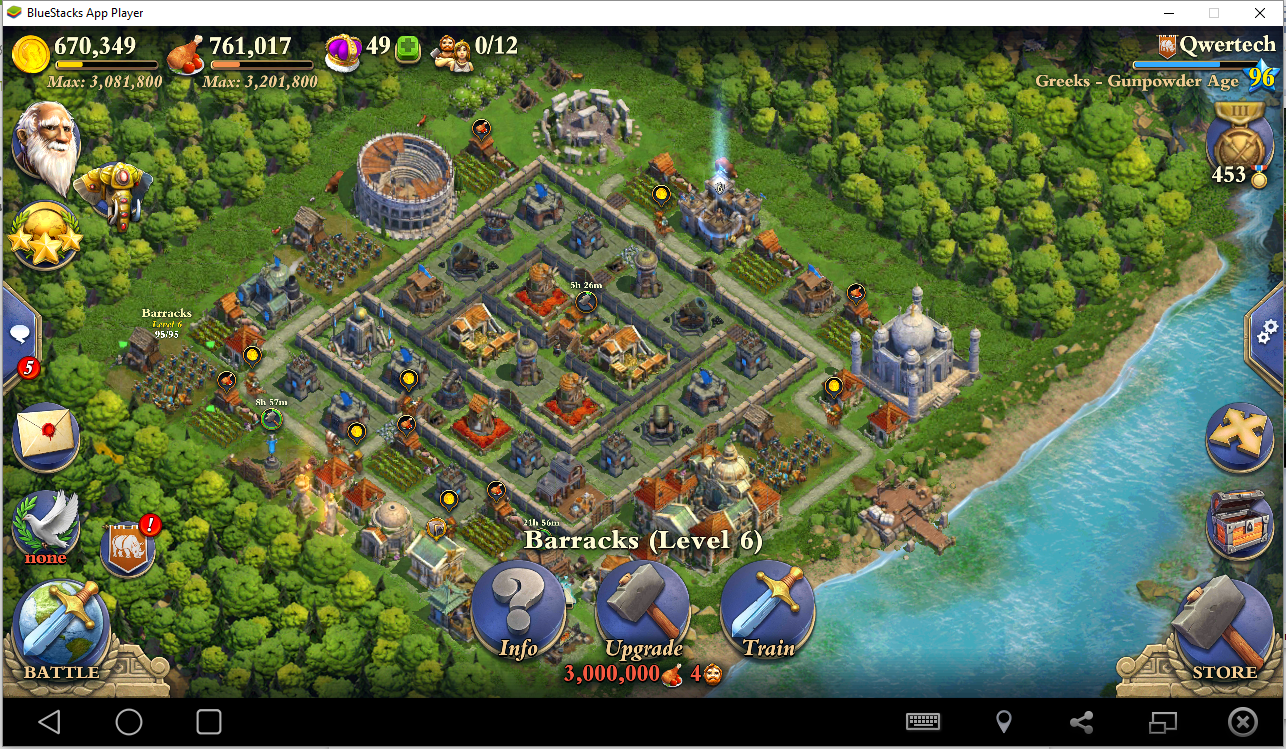 BlueStacks App Player
670,349
761,017
49
0/12
Qwertech
Max: 3,081,800
Max: 3,201,800
Greeks - Gunpowder Age
96
III
453
5h 26m
Barracks
Level 6
95/95
5
8h 57m
21h 56m
Barracks (Level 6)
!
none
Info
Upgrade
Train
BATTLE
3,000,000
4
STORE